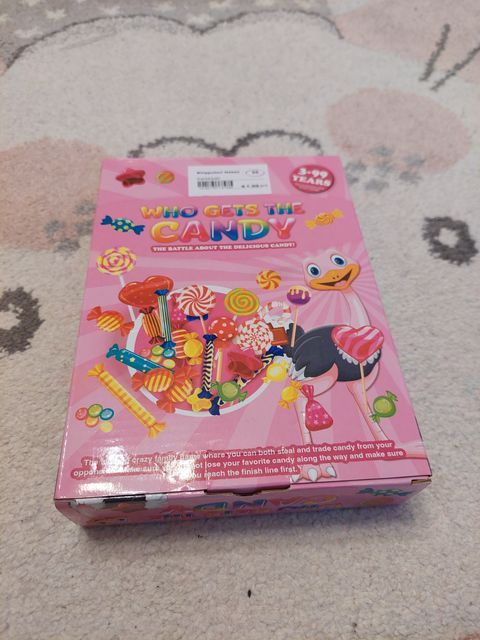 3-99
YEARS
WHO GETS THE
CANDY
THE BATTLE ABOUT THE DELICIOUS CANDY!
crazy family game where you can both steal and trade candy from your
not lose your favorite candy along the way and make sure
you reach the finish line first.